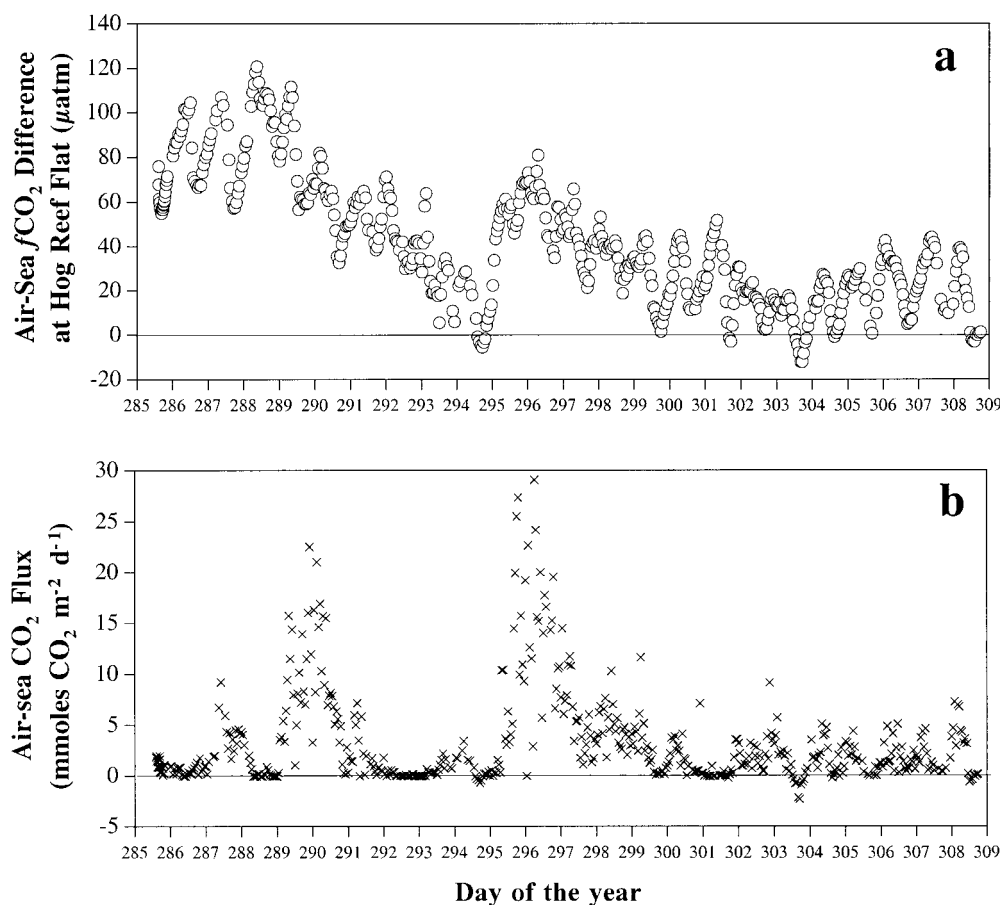 140
120
100
80
60
40
20
0
-20
Air-Sea fCO2 Difference
at Hog Reef Flat (µatm)
a
285 286 287 288 289 290 291 292 293 294 295 296 297 298 299 300 301 302 303 304 305 306 307 308 309
30
25
20
15
10
5
0
-5
Air-sea CO2 Flux
(mmoles CO2 m-2 d-1)
b
285 286 287 288 289 290 291 292 293 294 295 296 297 298 299 300 301 302 303 304 305 306 307 308 309
Day of the year